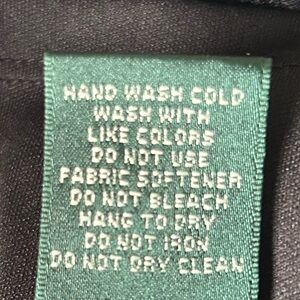 HAND WASH COLD
WASH WITH
LIKE COLORS
DO NOT USE
FABRIC SOFTENER
DO NOT BLEACH
HANG TO DRY
DO NOT IRON
DO NOT DRY CLEAN